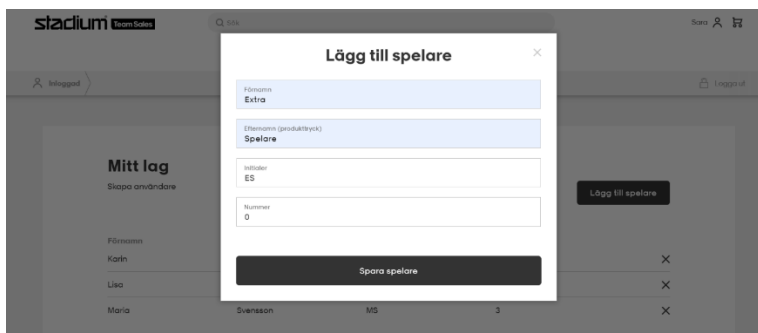 stadium Team Sales
Sök
Sara
Inloggad
Logga ut
Lägg till spelare
Förnamn
Extra
Efternamn (produkttryck)
Spelare
Initialer
ES
Nummer
0
Spara spelare
Mitt lag
Skapa användare
Lägg till spelare
Förnamn
Karin
Lisa
Maria Svensson MS 3